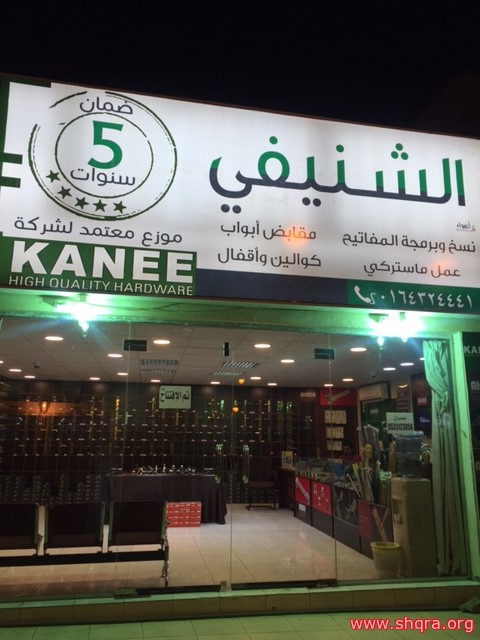 ضمان
5
سنوات
الشنيفي
موزع معتمد لشركة
KANEE
HIGH QUALITY HARDWARE
مقابض أبواب
كوالين وأقفال
نسخ وبرمجة المفاتيح
عمل ماستركي
٠١٦٤٣٢٤٤٤١
تم الافتتاح
www.shqra.org